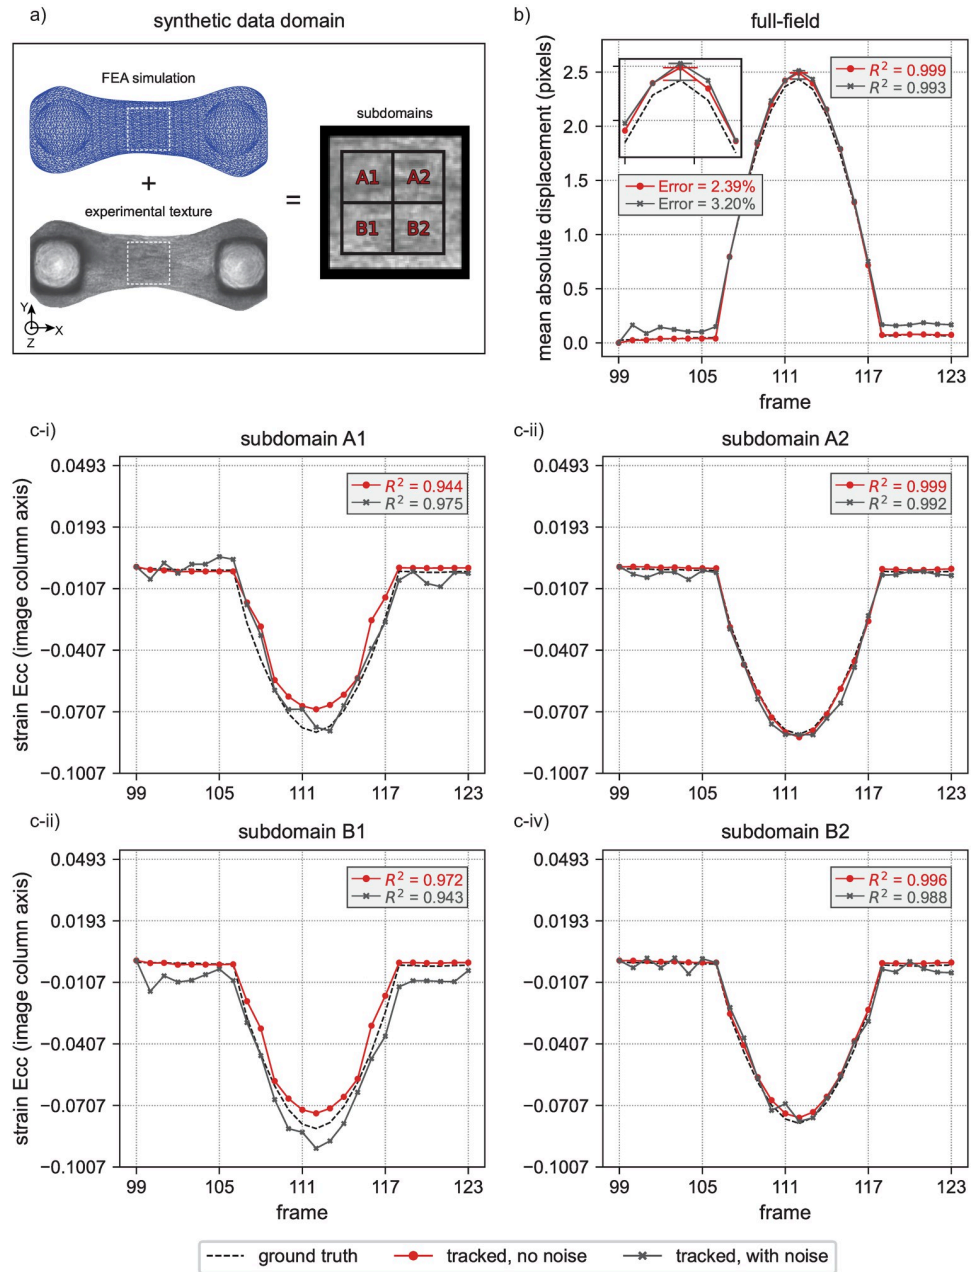 a)
synthetic data domain
FEA simulation
+
experimental texture
Y
X
Z
=
subdomains
A1 A2
B1 B2
b)
full-field
mean absolute displacement (pixels)
2.5
2.0
1.5
1.0
0.5
0.0
R² = 0.999
R² = 0.993
Error = 2.39%
Error = 3.20%
99 105 111 117 123
frame
c-i)
subdomain A1
strain Ecc (image column axis)
0.0493
0.0193
−0.0107
−0.0407
−0.0707
−0.1007
R² = 0.944
R² = 0.975
99 105 111 117 123
c-ii)
subdomain A2
0.0493
0.0193
−0.0107
−0.0407
−0.0707
−0.1007
R² = 0.999
R² = 0.992
99 105 111 117 123
c-ii)
subdomain B1
strain Ecc (image column axis)
0.0493
0.0193
−0.0107
−0.0407
−0.0707
−0.1007
R² = 0.972
R² = 0.943
99 105 111 117 123
frame
c-iv)
subdomain B2
0.0493
0.0193
−0.0107
−0.0407
−0.0707
−0.1007
R² = 0.996
R² = 0.988
99 105 111 117 123
frame
ground truth tracked, no noise tracked, with noise